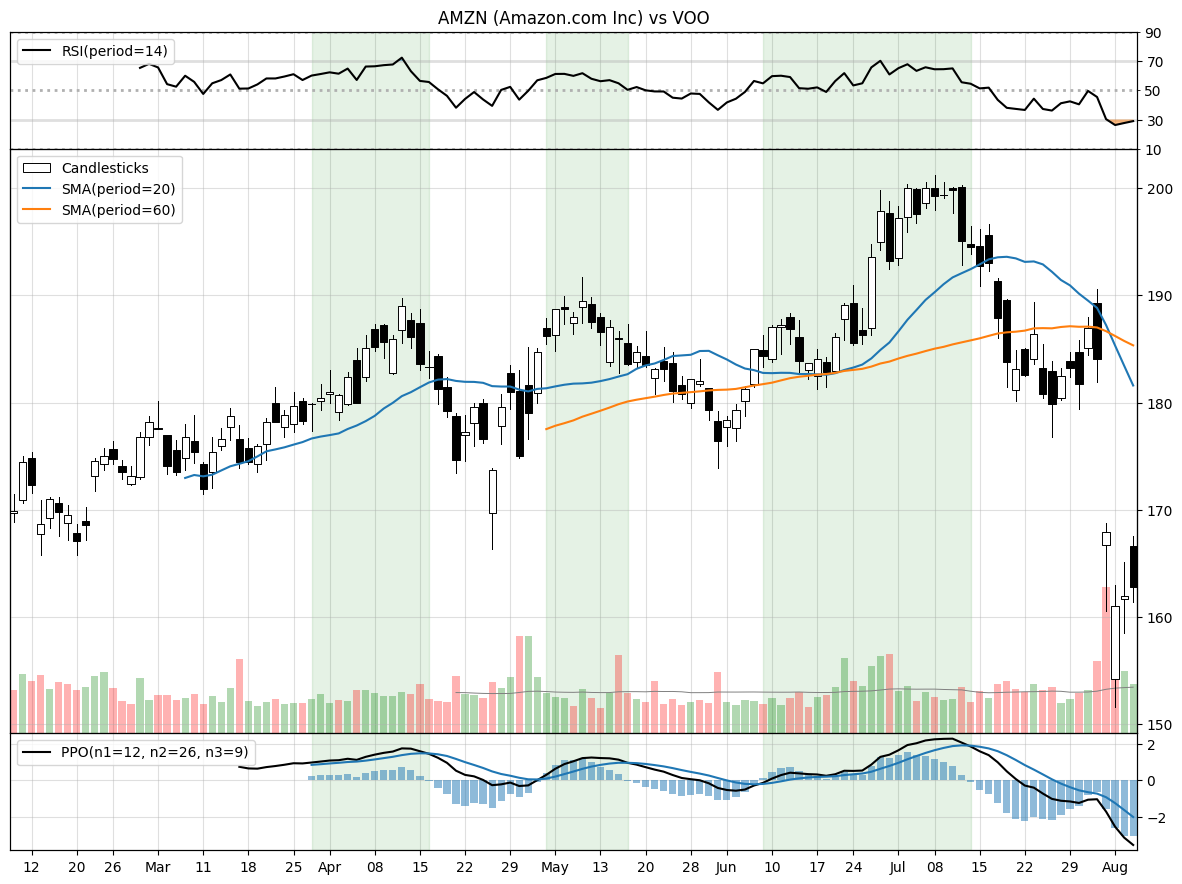 AMZN (Amazon.com Inc) vs VOO
RSI(period=14)
90
70
50
30
10
Candlesticks
SMA(period=20)
SMA(period=60)
200
190
180
170
160
150
PPO(n1=12, n2=26, n3=9)
2
0
−2
12 20 26 Mar 11 18 25 Apr 08 15 22 29 May 13 20 28 Jun 10 17 24 Jul 08 15 22 29 Aug